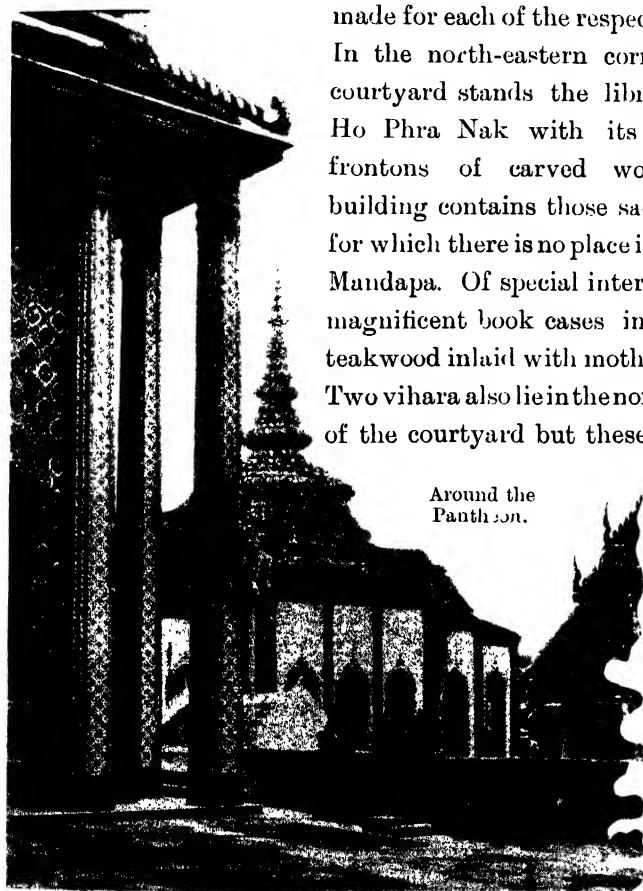 made for each of the respec
In the north-eastern corn
courtyard stands the libr
Ho Phra Nak with its
frontons of carved wo
building contains those sa
for which there is no place i
Mandapa. Of special inter
magnificent book cases in
teakwood inlaid with moth
Two vihara also lie in the no
of the courtyard but these
Around the
Pantheon.